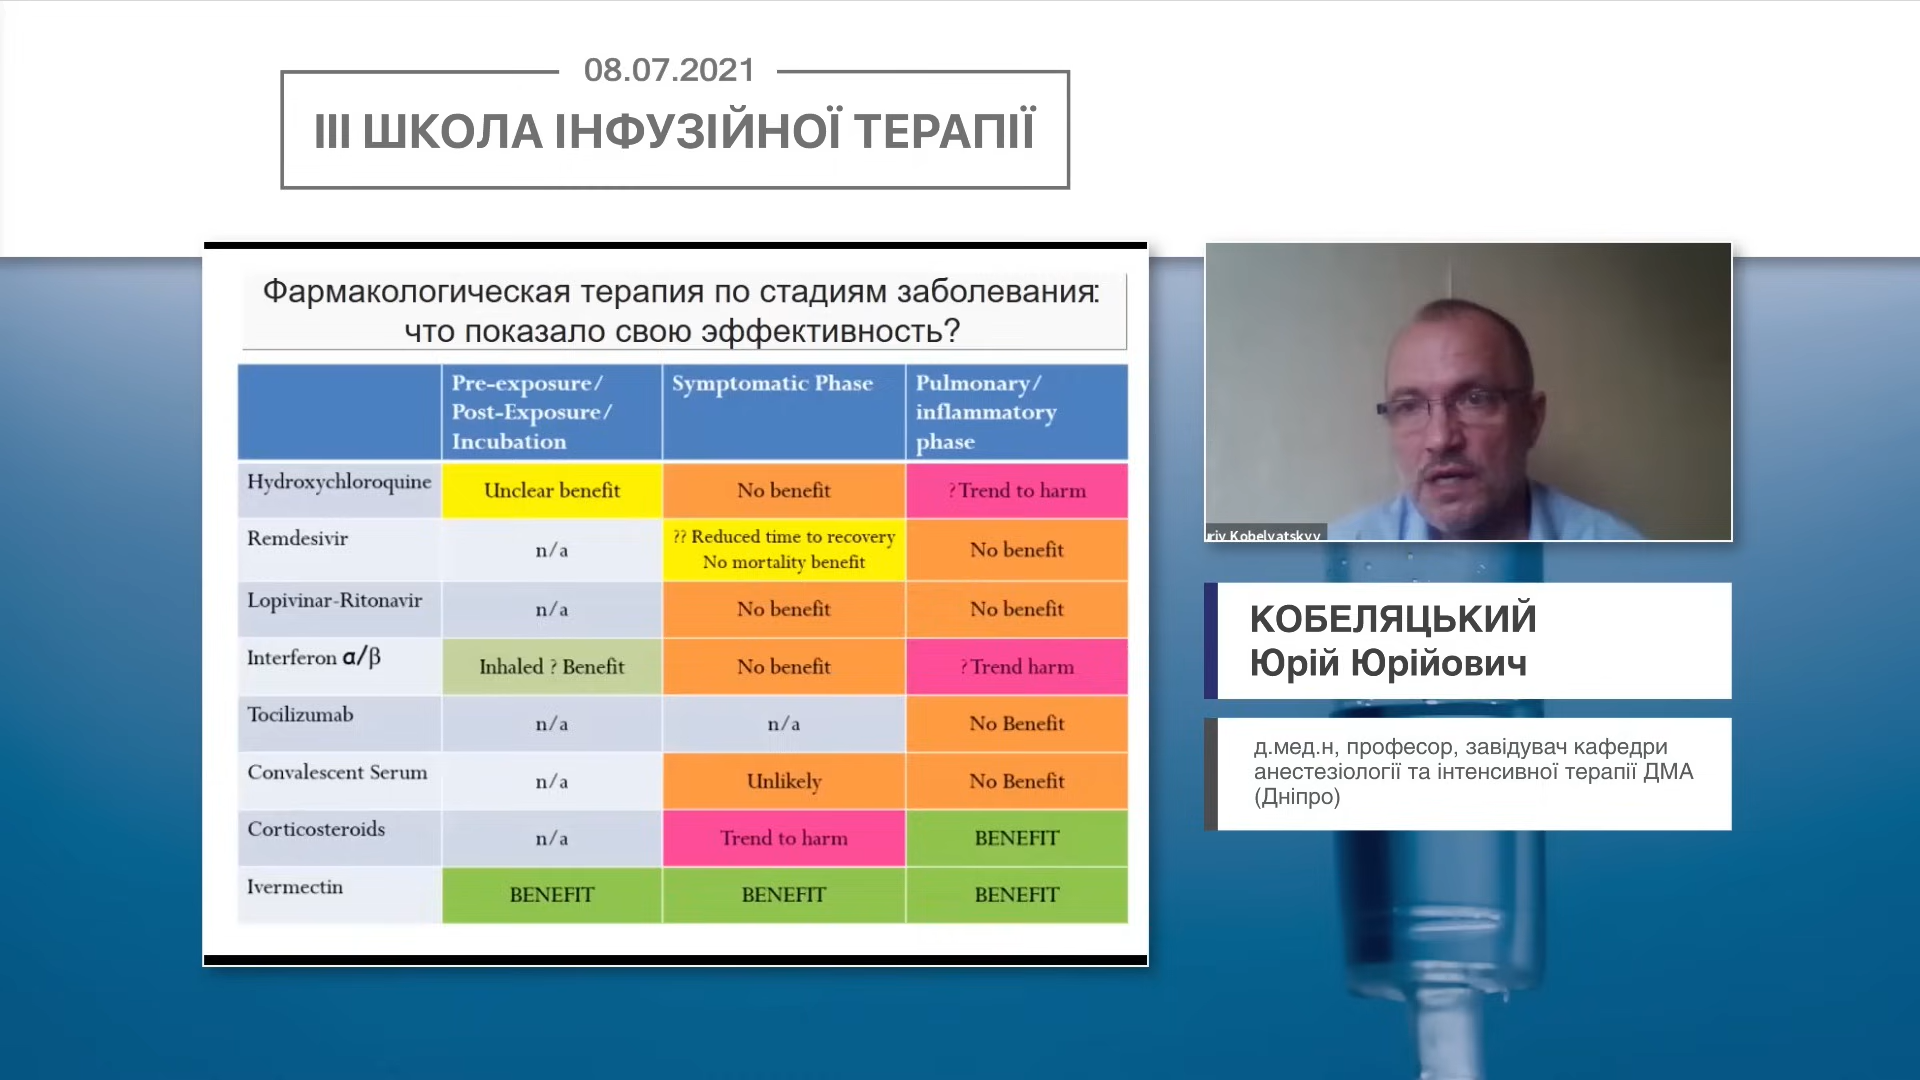 08.07.2021
III ШКОЛА ІНФУЗІЙНОЇ ТЕРАПІЇ
Фармакологическая терапия по стадиям заболевания:
что показало свою эффективность?
Pre-exposure/
Post-Exposure/
Incubation
Symptomatic Phase
Pulmonary/
inflammatory
phase
Hydroxychloroquine
Unclear benefit
No benefit
?Trend to harm
Remdesivir
n/a
?? Reduced time to recovery
No mortality benefit
No benefit
Lopivinar-Ritonavir
n/a
No benefit
No benefit
Interferon α/β
Inhaled ? Benefit
No benefit
?Trend harm
Tocilizumab
n/a
n/a
No Benefit
Convalescent Serum
n/a
Unlikely
No Benefit
Corticosteroids
n/a
Trend to harm
BENEFIT
Ivermectin
BENEFIT
BENEFIT
BENEFIT
Kobelyatskyy
КОБЕЛЯЦЬКИЙ
Юрій Юрійович
д.мед.н, професор, завідувач кафедри
анестезіології та інтенсивної терапії ДМА
(Дніпро)